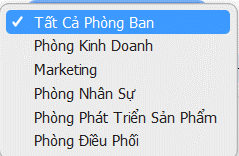 Tất Cả Phòng Ban
Phòng Kinh Doanh
Marketing
Phòng Nhân Sự
Phòng Phát Triển Sản Phẩm
Phòng Điều Phối